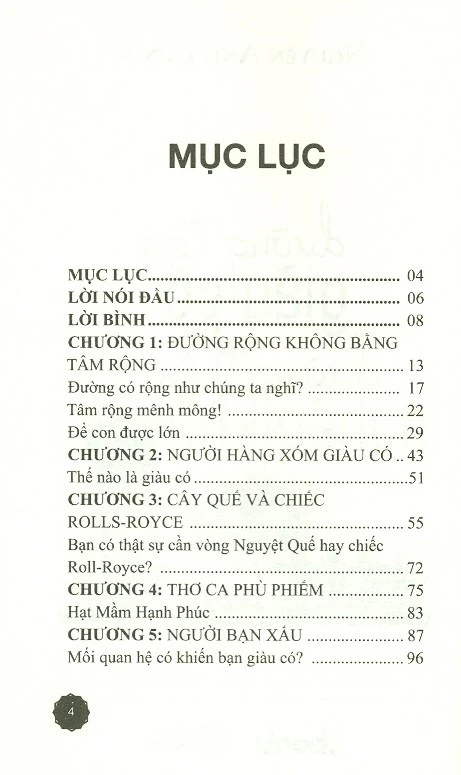 MỤC LỤC
MỤC LỤC.......................................................... 04
LỜI NÓI ĐẦU.................................................... 06
LỜI BÌNH.......................................................... 08
CHƯƠNG 1: ĐƯỜNG RỘNG KHÔNG BẰNG
TÂM RỘNG ...................................................... 13
Đường có rộng như chúng ta nghĩ? ...................... 17
Tâm rộng mênh mông! ........................................ 22
Để con được lớn ................................................. 29
CHƯƠNG 2: NGƯỜI HÀNG XÓM GIÀU CÓ .. 43
Thế nào là giàu có ................................................51
CHƯƠNG 3: CÂY QUẾ VÀ CHIẾC
ROLLS-ROYCE ................................................. 55
Bạn có thật sự cần vòng Nguyệt Quế hay chiếc
Roll-Royce? ....................................................... 72
CHƯƠNG 4: THƠ CA PHÙ PHIẾM .................. 75
Hạt Mầm Hạnh Phúc .......................................... 83
CHƯƠNG 5: NGƯỜI BẠN XẤU ....................... 87
Mối quan hệ có khiến bạn giàu có? ..................... 96
4